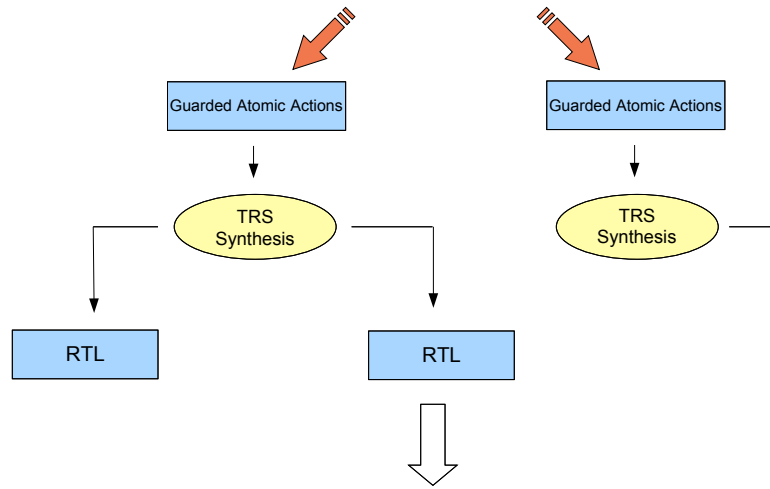 Guarded Atomic Actions
Guarded Atomic Actions
TRS
Synthesis
TRS
Synthesis
RTL
RTL